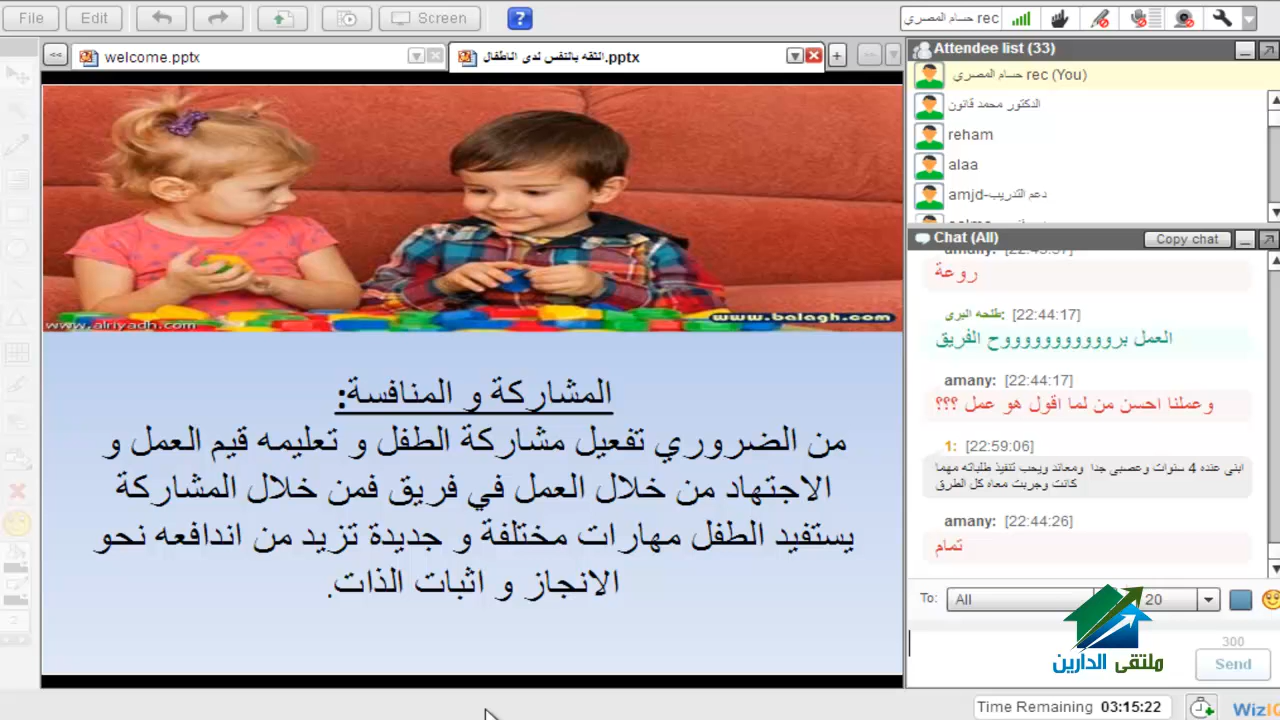 File
Edit
Screen
?
حسام المصري rec
<<
welcome.pptx
الثقه بالنفس لدى الاطفال.pptx
+
www.alriyadh.com
www.balagh.com
المشاركة و المنافسة:
من الضروري تفعيل مشاركة الطفل و تعليمه قيم العمل و
الاجتهاد من خلال العمل في فريق فمن خلال المشاركة
يستفيد الطفل مهارات مختلفة و جديدة تزيد من اندافعه نحو
الانجاز و اثبات الذات.
Attendee list (33)
حسام المصري rec (You)
الدكتور محمد قانون
reham
alaa
amjd-دعم التدريب
Chat (All)
Copy chat
روعة
طلحه البرى: [22:44:17]
العمل بررووووووووووح الفريق
amany: [22:44:17]
وعملنا احسن من لما اقول هو عمل ؟؟؟
1: [22:59:06]
ابنى عنده 4 سنوات وعصبي جدا ومعاند ويحب تنفيذ طلباته مهما
كانت وجربت معاه كل الطرق
amany: [22:44:26]
تمام
To:
All
20
ملتقى الدارين
300
Send
Time Remaining 03:15:22
WizIQ